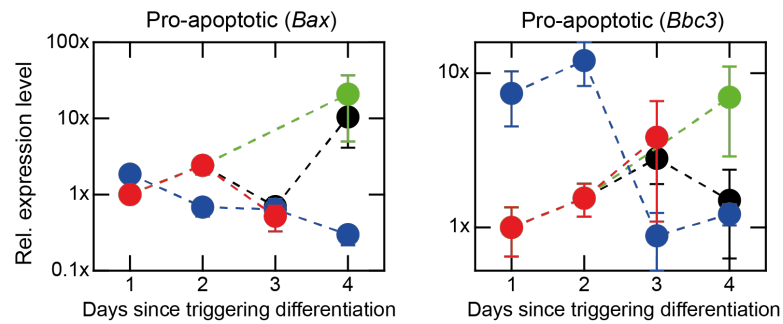 Pro-apoptotic (Bax)
Pro-apoptotic (Bbc3)
Rel. expression level
100x
10x
1x
0.1x
10x
1x
1 2 3 4
1 2 3 4
Days since triggering differentiation
Days since triggering differentiation